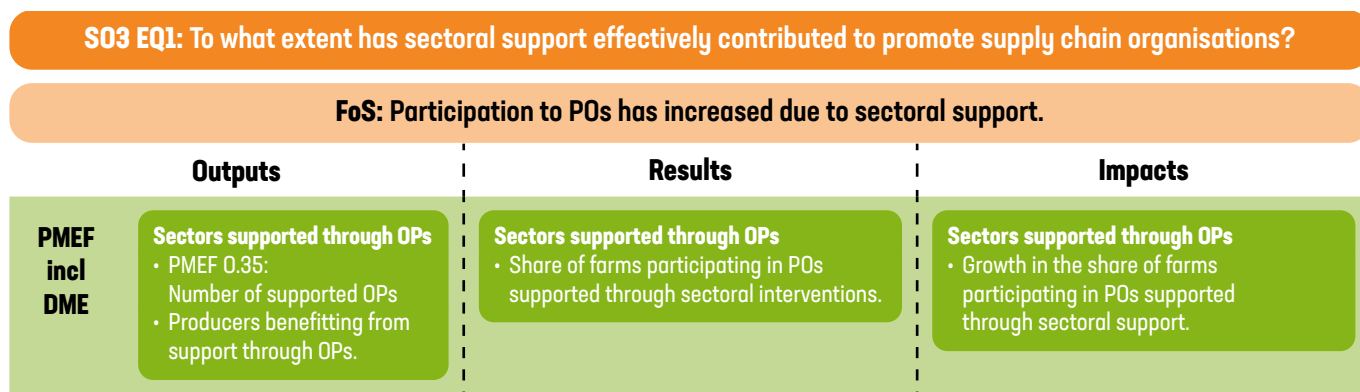 SO3 EQ1: To what extent has sectoral support effectively contributed to promote supply chain organisations?
FoS: Participation to POs has increased due to sectoral support.
Outputs
Results
Impacts
PMEF
incl
DME
Sectors supported through OPs
• PMEF O.35:
Number of supported OPs
• Producers benefitting from
support through OPs.
Sectors supported through OPs
• Share of farms participating in POs
supported through sectoral interventions.
Sectors supported through OPs
• Growth in the share of farms
participating in POs supported
through sectoral support.